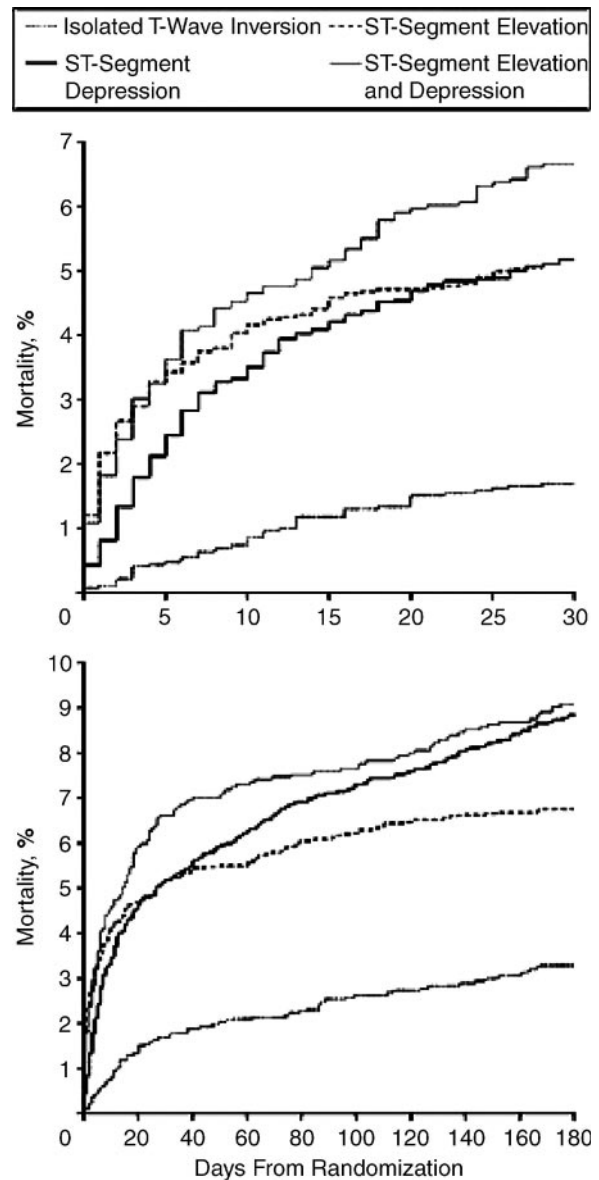 Isolated T-Wave Inversion ST-Segment Elevation
ST-Segment Depression ST-Segment Elevation and Depression
7
6
5
4
3
2
1
Mortality, %
0 5 10 15 20 25 30
10
9
8
7
6
5
4
3
2
1
Mortality, %
0 20 40 60 80 100 120 140 160 180
Days From Randomization